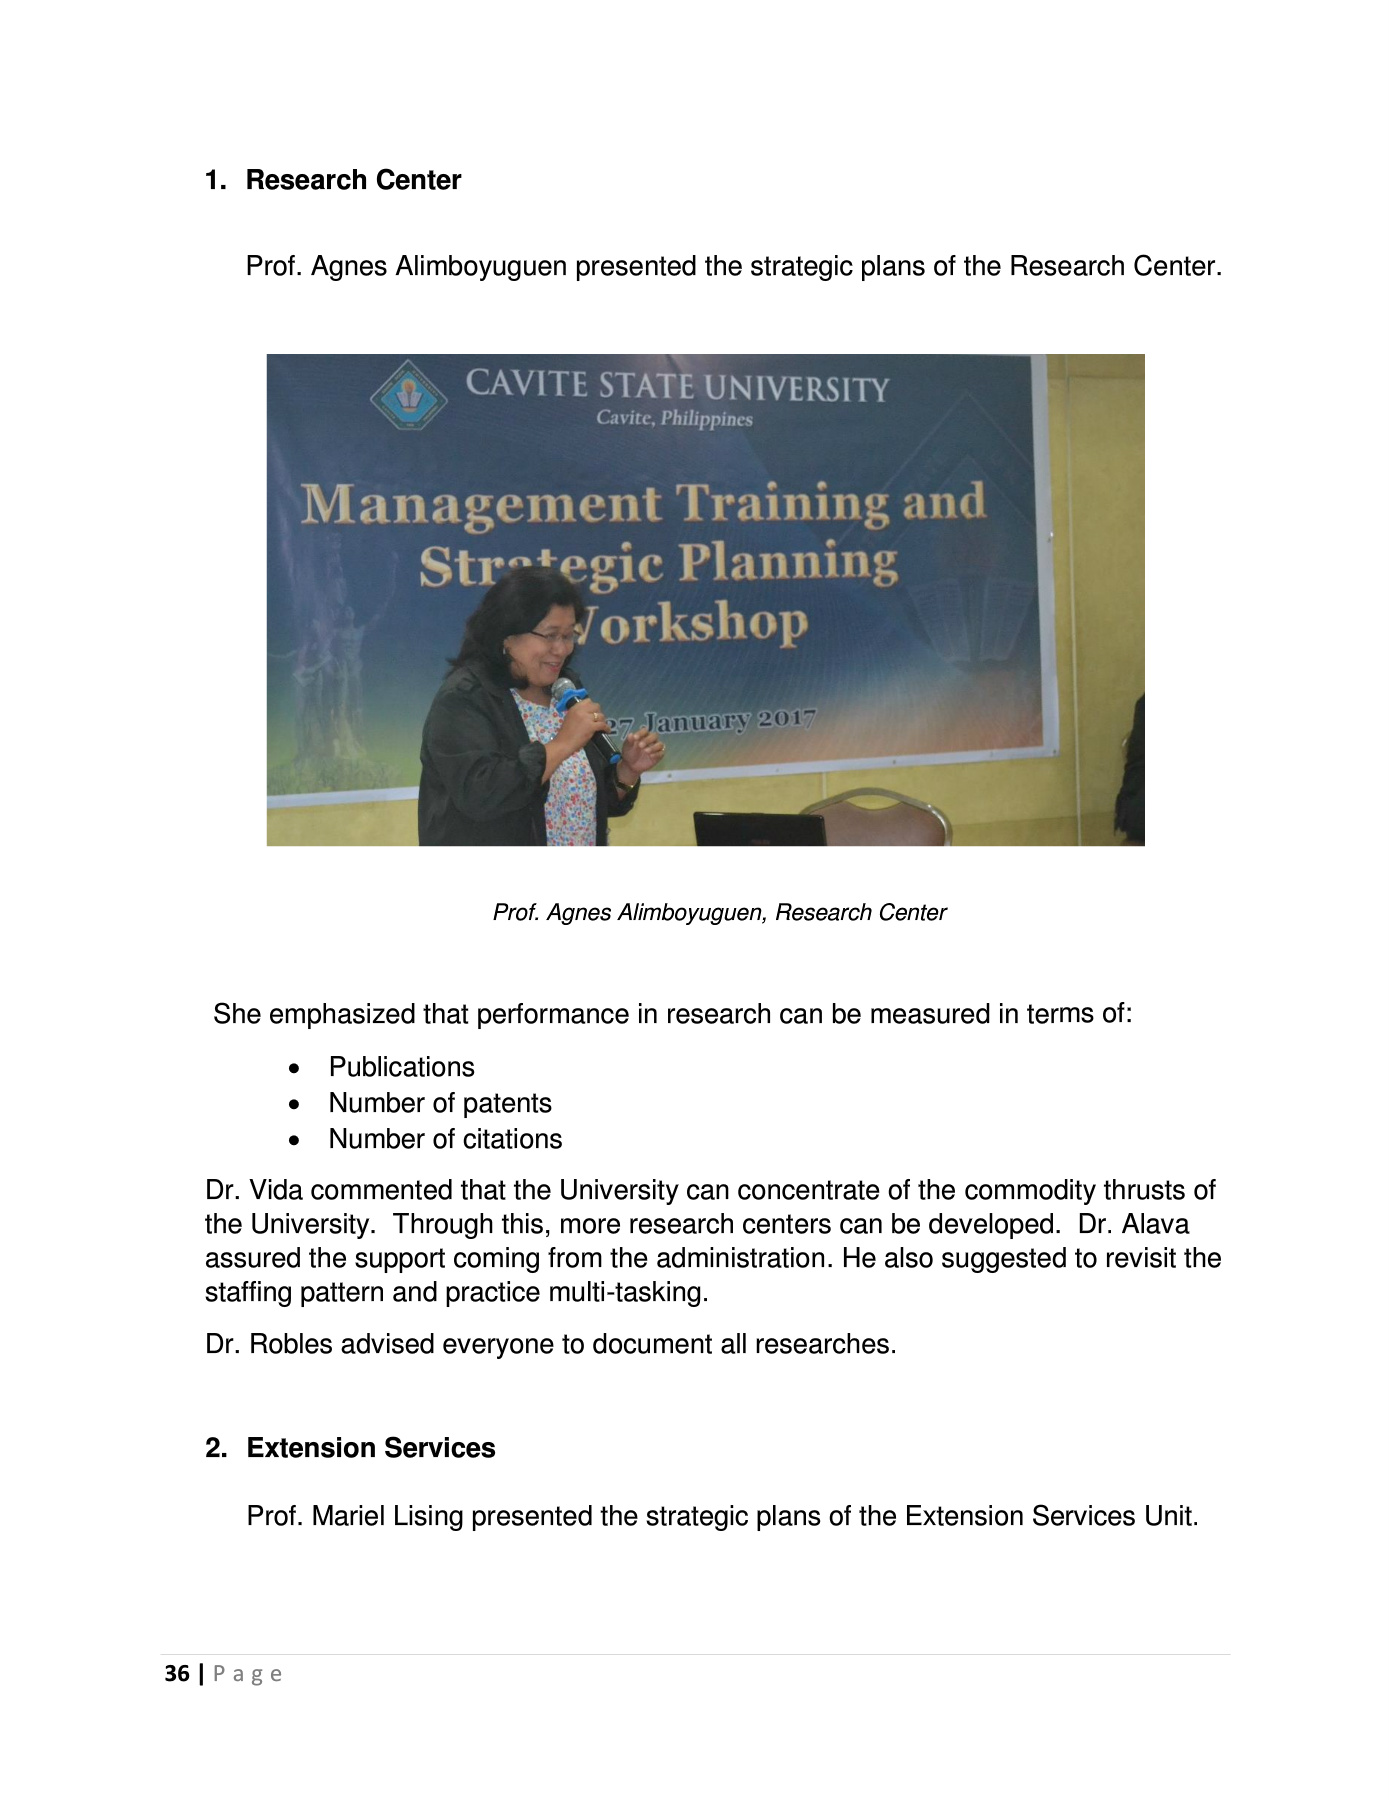 1. Research Center
Prof. Agnes Alimboyuguen presented the strategic plans of the Research Center.
CAVITE STATE UNIVERSITY
Cavite, Philippines
Management Training and
Strategic Planning
Workshop
27 January 2017
Prof. Agnes Alimboyuguen, Research Center
She emphasized that performance in research can be measured in terms of:
• Publications
• Number of patents
• Number of citations
Dr. Vida commented that the University can concentrate of the commodity thrusts of
the University.  Through this, more research centers can be developed.  Dr. Alava
assured the support coming from the administration. He also suggested to revisit the
staffing pattern and practice multi-tasking.
Dr. Robles advised everyone to document all researches.
2. Extension Services
Prof. Mariel Lising presented the strategic plans of the Extension Services Unit.
36 | Page